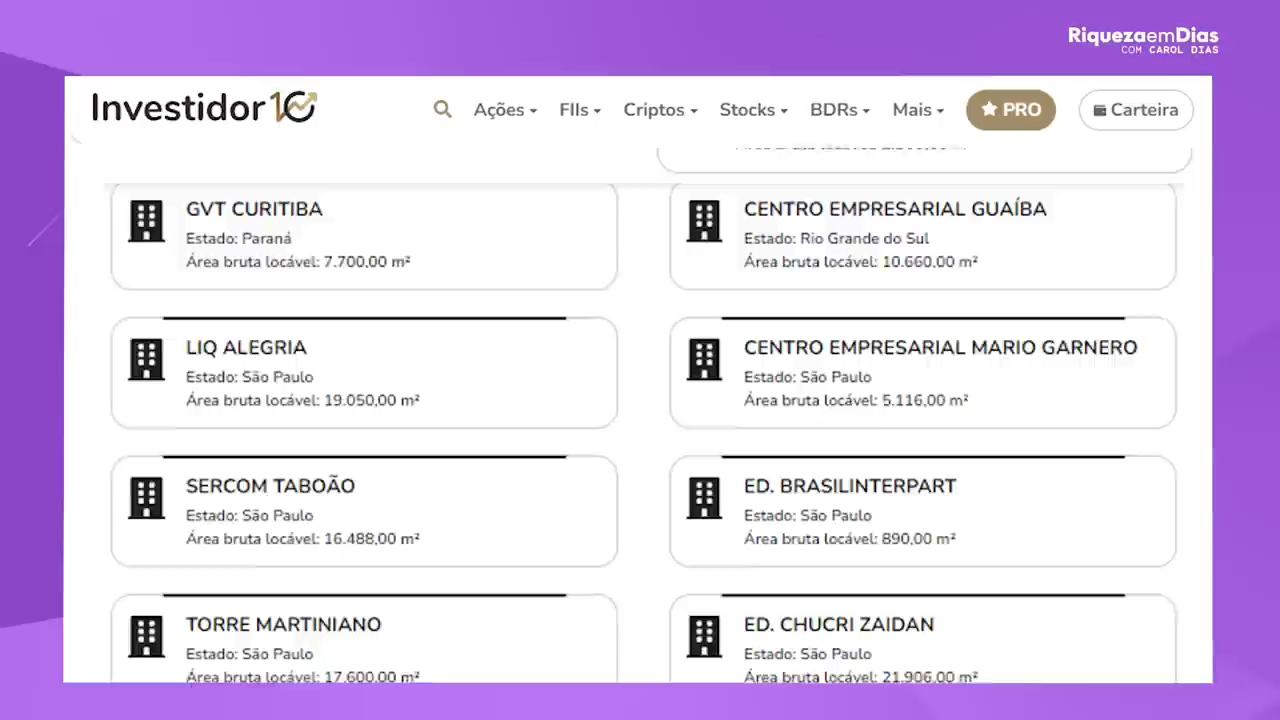 RiquezaemDias
COM CAROL DIAS
Investidor10
Ações
FIIs
Criptos
Stocks
BDRs
Mais
PRO
Carteira
GVT CURITIBA
Estado: Paraná
Área bruta locável: 7.700,00 m²
CENTRO EMPRESARIAL GUAÍBA
Estado: Rio Grande do Sul
Área bruta locável: 10.660,00 m²
LIQ ALEGRIA
Estado: São Paulo
Área bruta locável: 19.050,00 m²
CENTRO EMPRESARIAL MARIO GARNERO
Estado: São Paulo
Área bruta locável: 5.116,00 m²
SERCOM TABOÃO
Estado: São Paulo
Área bruta locável: 16.488,00 m²
ED. BRASILINTERPART
Estado: São Paulo
Área bruta locável: 890,00 m²
TORRE MARTINIANO
Estado: São Paulo
Área bruta locável: 17.600,00 m²
ED. CHUCRI ZAIDAN
Estado: São Paulo
Área bruta locável: 21.906,00 m²